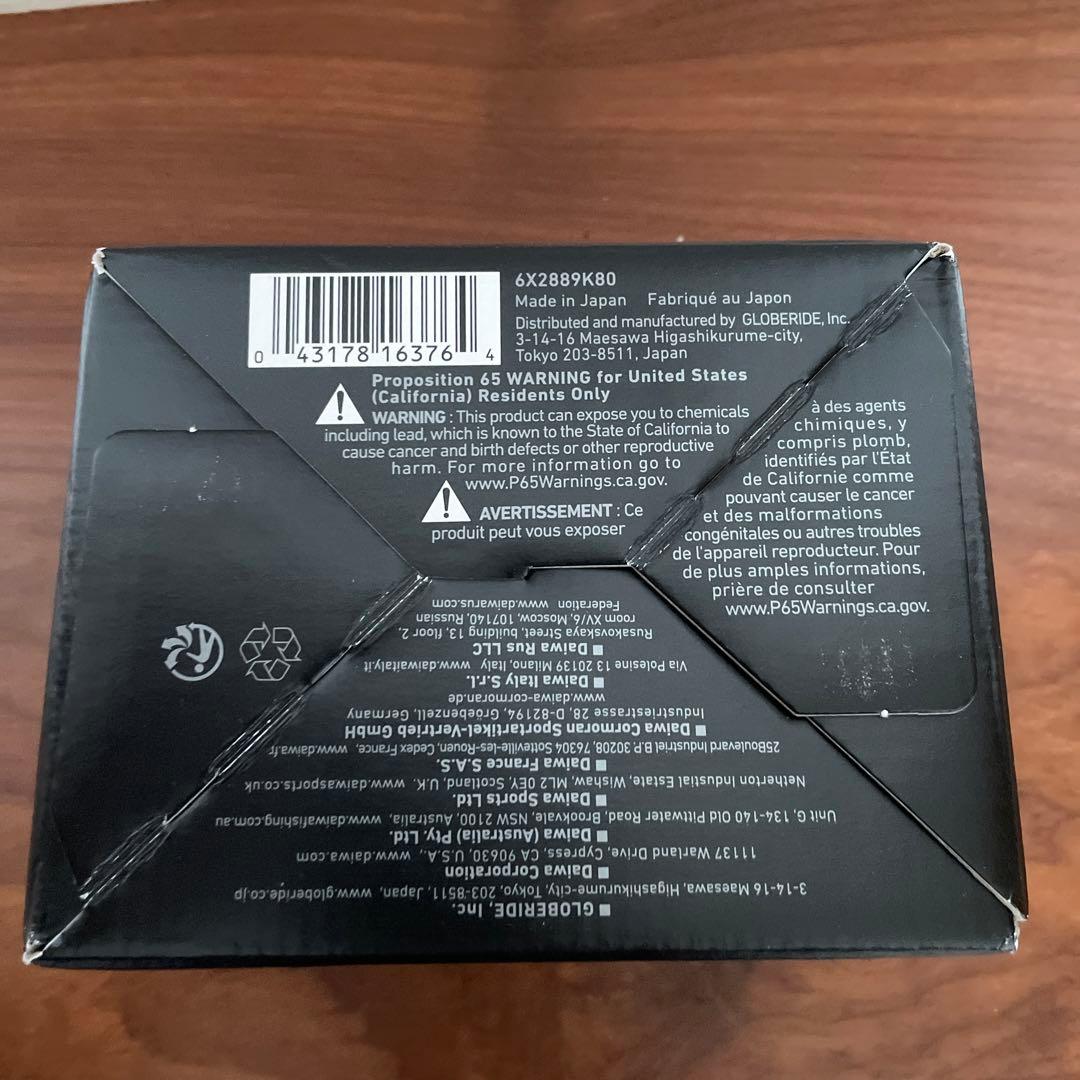 0 43178 16376 4
6X2889K80
Made in Japan Fabriqué au Japon
Distributed and manufactured by GLOBERIDE, Inc.
3-14-16 Maesawa Higashikurume-city,
Tokyo 203-8511, Japan
Proposition 65 WARNING for United States
(California) Residents Only
WARNING : This product can expose you to chemicals
including lead, which is known to the State of California to
cause cancer and birth defects or other reproductive
harm. For more information go to
www.P65Warnings.ca.gov.
AVERTISSEMENT : Ce
produit peut vous exposer
à des agents
chimiques, y
compris plomb,
identifiés par l'État
de Californie comme
pouvant causer le cancer
et des malformations
congénitales ou autres troubles
de l'appareil reproducteur. Pour
de plus amples informations,
prière de consulter
www.P65Warnings.ca.gov.
■ GLOBERIDE, Inc.
3-14-16 Maesawa, Higashikurume-city, Tokyo, 203-8511, Japan, www.globeride.co.jp
■ Daiwa Corporation
11137 Warland Drive, Cypress, CA 90630, U.S.A., www.daiwa.com
■ Daiwa (Australia) Pty. Ltd.
Unit G, 134-140 Old Pittwater Road, Brookvale, NSW 2100, Australia, www.daiwafishing.com.au
■ Daiwa Sports Ltd.
Netherton Industial Estate, Wishaw, ML2 0EY, Scotland, U.K. www.daiwasports.co.uk
■ Daiwa France S.A.S.
25Boulevard Industriel B.P.30208, 76304 Sotteville-les-Rouen, Cedex France, www.daiwa.fr
■ Daiwa Cormoran Sportartikel-Vertrieb GmbH
Industriestrasse 28, D-82194, Gröebenzell, Germany
www.daiwa-cormoran.de
■ Daiwa Italy S.r.l.
Via Polesine 13 20139 Milano, Italy www.daiwaitaly.it
■ Daiwa Rus LLC
Rusakovskaya Street, building 13, floor 2,
room XV/6, Moscow, 107140, Russian
Federation www.daiwarus.com